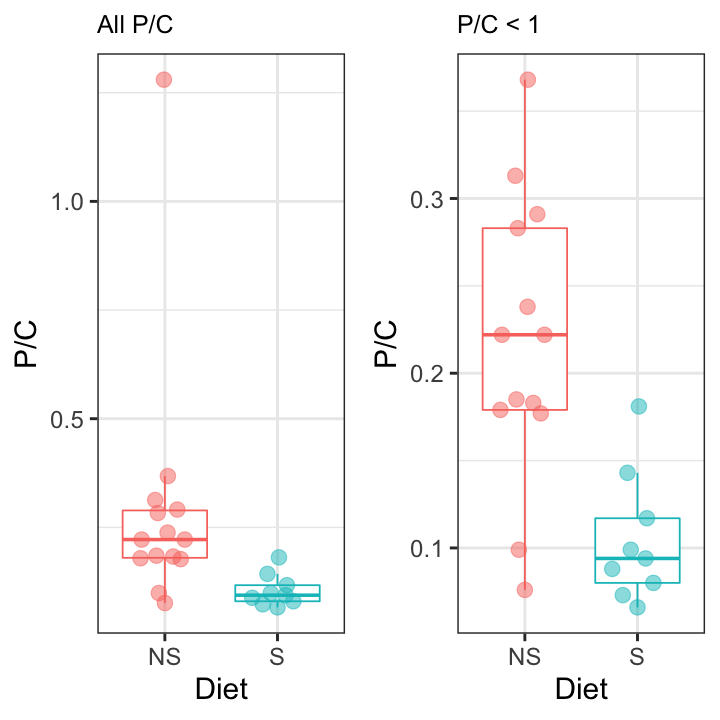 All P/C
P/C
1.0
0.5
NS
S
Diet
P/C < 1
P/C
0.3
0.2
0.1
NS
S
Diet